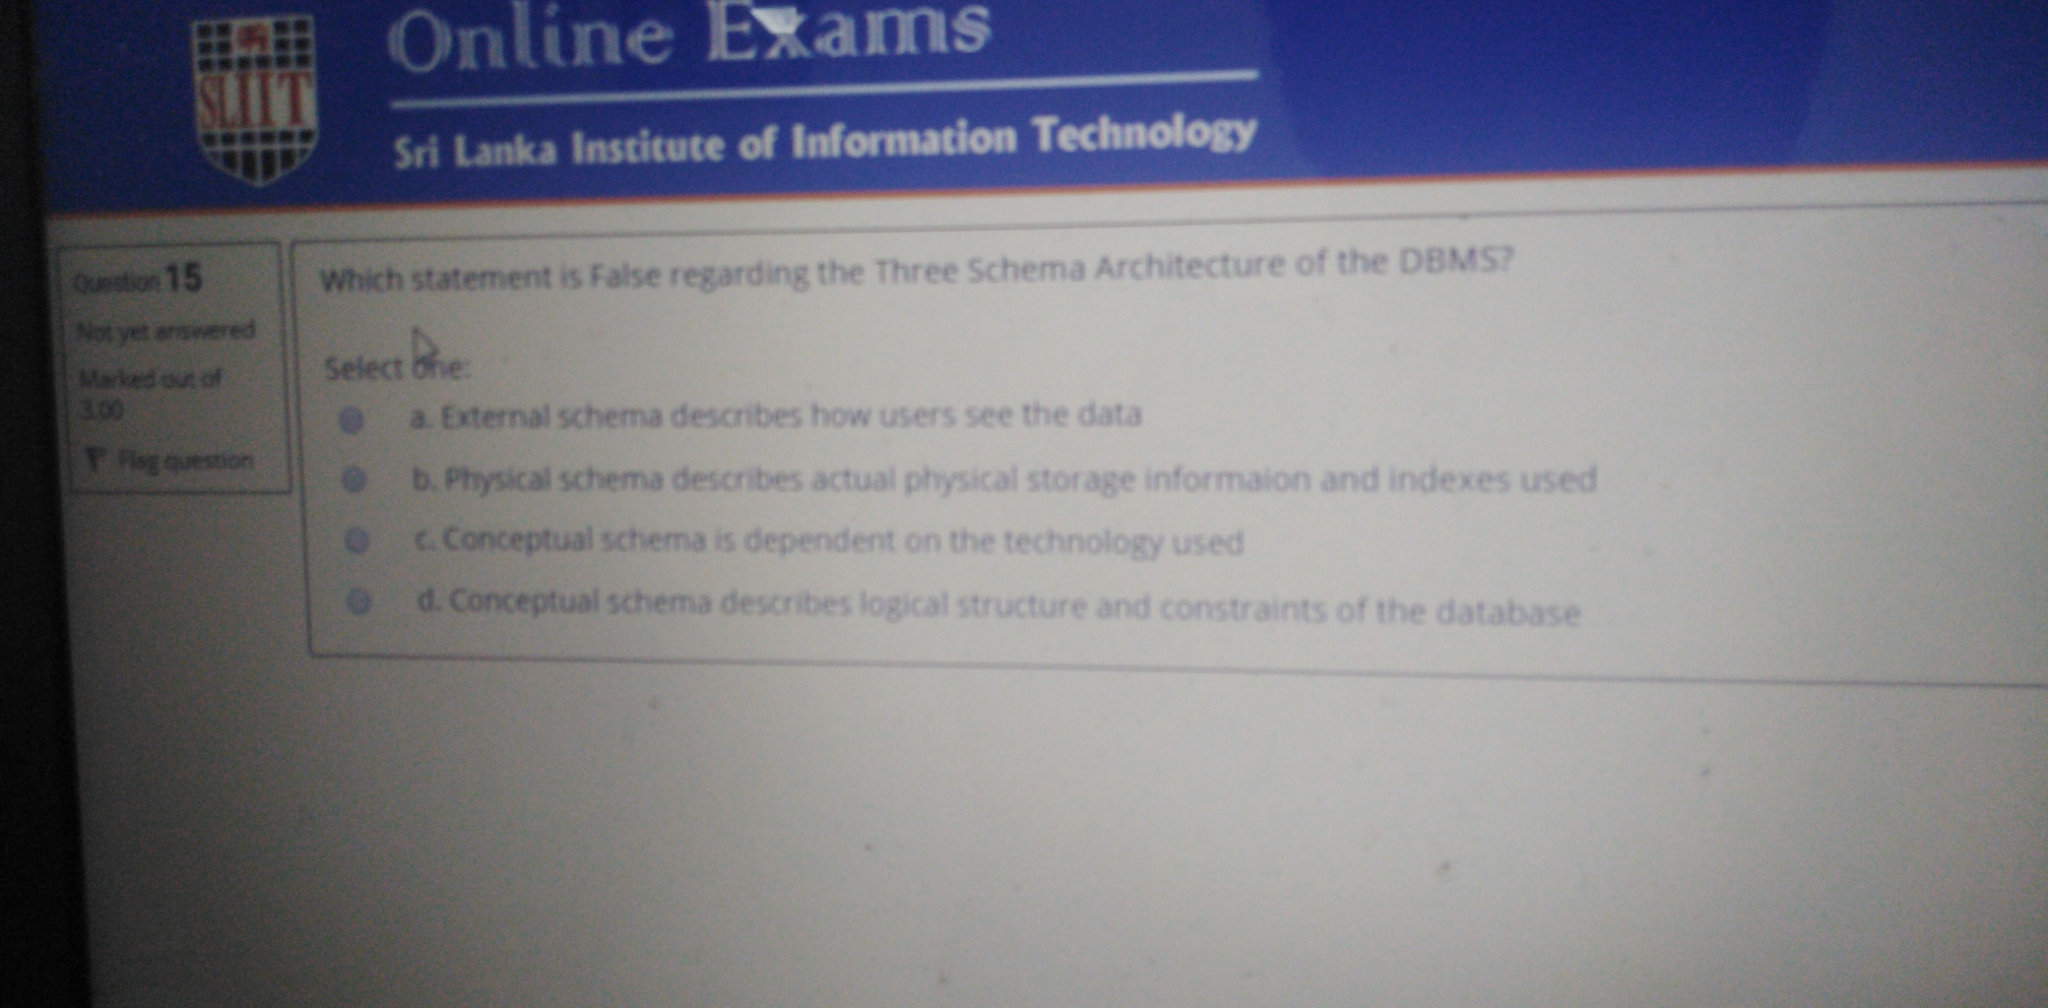 SLIIT
Online Exams
Sri Lanka Institute of Information Technology
Question 15
Not yet answered
Marked out of
3.00
Flag question
Which statement is False regarding the Three Schema Architecture of the DBMS?
Select one:
a. External schema describes how users see the data
b. Physical schema describes actual physical storage informaion and indexes used
c. Conceptual schema is dependent on the technology used
d. Conceptual schema describes logical structure and constraints of the database